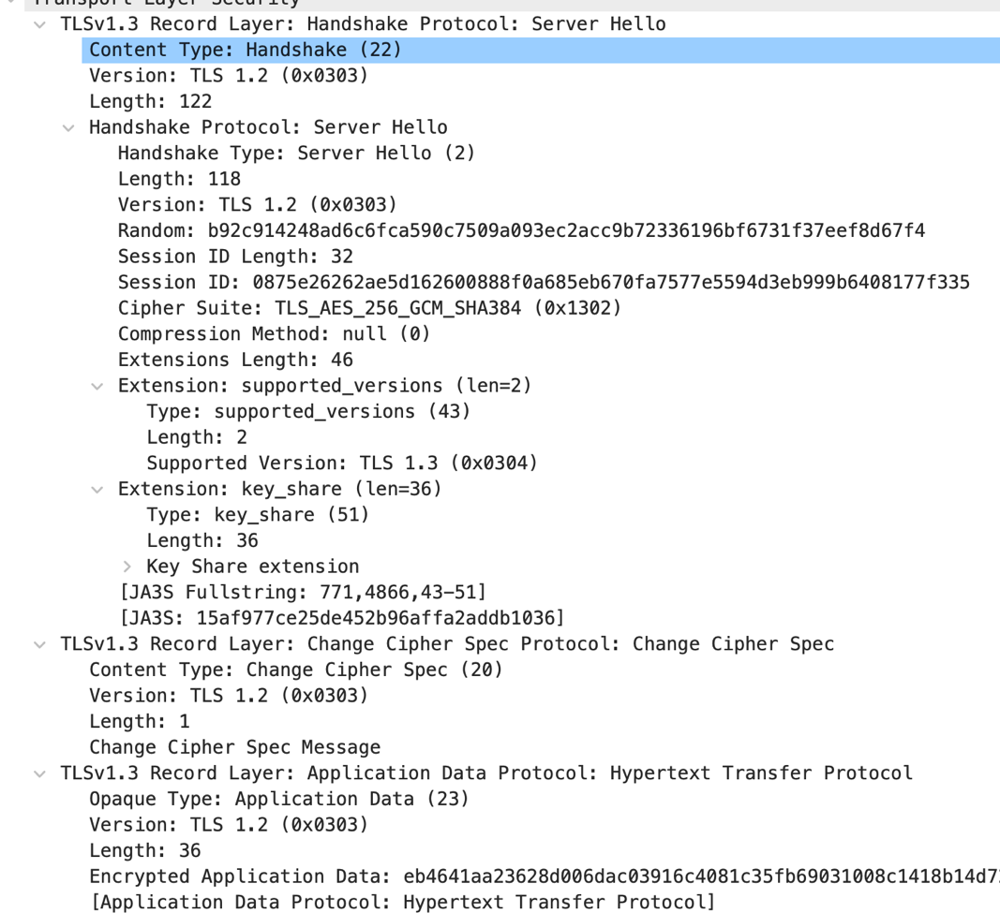 Transport Layer Security
TLSv1.3 Record Layer: Handshake Protocol: Server Hello
Content Type: Handshake (22)
Version: TLS 1.2 (0x0303)
Length: 122
Handshake Protocol: Server Hello
Handshake Type: Server Hello (2)
Length: 118
Version: TLS 1.2 (0x0303)
Random: b92c914248ad6c6fca590c7509a093ec2acc9b72336196bf6731f37eef8d67f4
Session ID Length: 32
Session ID: 0875e26262ae5d162600888f0a685eb670fa7577e5594d3eb999b6408177f335
Cipher Suite: TLS_AES_256_GCM_SHA384 (0x1302)
Compression Method: null (0)
Extensions Length: 46
Extension: supported_versions (len=2)
Type: supported_versions (43)
Length: 2
Supported Version: TLS 1.3 (0x0304)
Extension: key_share (len=36)
Type: key_share (51)
Length: 36
Key Share extension
[JA3S Fullstring: 771,4866,43-51]
[JA3S: 15af977ce25de452b96affa2addb1036]
TLSv1.3 Record Layer: Change Cipher Spec Protocol: Change Cipher Spec
Content Type: Change Cipher Spec (20)
Version: TLS 1.2 (0x0303)
Length: 1
Change Cipher Spec Message
TLSv1.3 Record Layer: Application Data Protocol: Hypertext Transfer Protocol
Opaque Type: Application Data (23)
Version: TLS 1.2 (0x0303)
Length: 36
Encrypted Application Data: eb4641aa23628d006dac03916c4081c35fb69031008c1418b14d7
[Application Data Protocol: Hypertext Transfer Protocol]